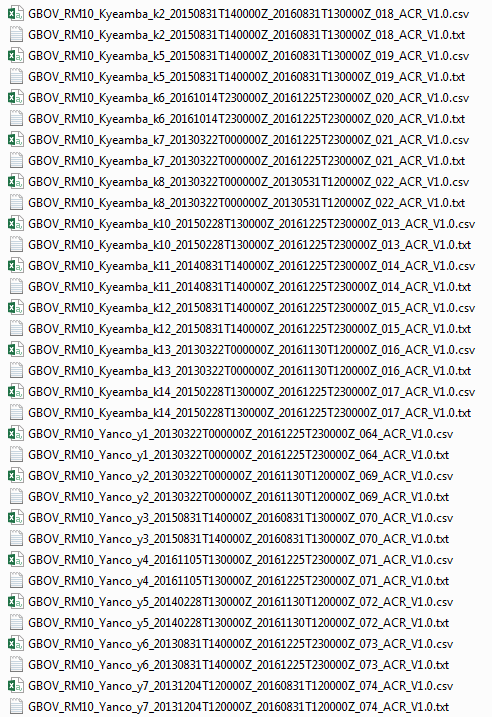 GBOV_RM10_Kyeamba_k2_20150831T140000Z_20160831T130000Z_018_ACR_V1.0.csv
GBOV_RM10_Kyeamba_k2_20150831T140000Z_20160831T130000Z_018_ACR_V1.0.txt
GBOV_RM10_Kyeamba_k5_20150831T140000Z_20160831T130000Z_019_ACR_V1.0.csv
GBOV_RM10_Kyeamba_k5_20150831T140000Z_20160831T130000Z_019_ACR_V1.0.txt
GBOV_RM10_Kyeamba_k6_20161014T230000Z_20161225T230000Z_020_ACR_V1.0.csv
GBOV_RM10_Kyeamba_k6_20161014T230000Z_20161225T230000Z_020_ACR_V1.0.txt
GBOV_RM10_Kyeamba_k7_20130322T000000Z_20161225T230000Z_021_ACR_V1.0.csv
GBOV_RM10_Kyeamba_k7_20130322T000000Z_20161225T230000Z_021_ACR_V1.0.txt
GBOV_RM10_Kyeamba_k8_20130322T000000Z_20130531T120000Z_022_ACR_V1.0.csv
GBOV_RM10_Kyeamba_k8_20130322T000000Z_20130531T120000Z_022_ACR_V1.0.txt
GBOV_RM10_Kyeamba_k10_20150228T130000Z_20161225T230000Z_013_ACR_V1.0.csv
GBOV_RM10_Kyeamba_k10_20150228T130000Z_20161225T230000Z_013_ACR_V1.0.txt
GBOV_RM10_Kyeamba_k11_20140831T140000Z_20161225T230000Z_014_ACR_V1.0.csv
GBOV_RM10_Kyeamba_k11_20140831T140000Z_20161225T230000Z_014_ACR_V1.0.txt
GBOV_RM10_Kyeamba_k12_20150831T140000Z_20161225T230000Z_015_ACR_V1.0.csv
GBOV_RM10_Kyeamba_k12_20150831T140000Z_20161225T230000Z_015_ACR_V1.0.txt
GBOV_RM10_Kyeamba_k13_20130322T000000Z_20161130T120000Z_016_ACR_V1.0.csv
GBOV_RM10_Kyeamba_k13_20130322T000000Z_20161130T120000Z_016_ACR_V1.0.txt
GBOV_RM10_Kyeamba_k14_20150228T130000Z_20161225T230000Z_017_ACR_V1.0.csv
GBOV_RM10_Kyeamba_k14_20150228T130000Z_20161225T230000Z_017_ACR_V1.0.txt
GBOV_RM10_Yanco_y1_20130322T000000Z_20161225T230000Z_064_ACR_V1.0.csv
GBOV_RM10_Yanco_y1_20130322T000000Z_20161225T230000Z_064_ACR_V1.0.txt
GBOV_RM10_Yanco_y2_20130322T000000Z_20161130T120000Z_069_ACR_V1.0.csv
GBOV_RM10_Yanco_y2_20130322T000000Z_20161130T120000Z_069_ACR_V1.0.txt
GBOV_RM10_Yanco_y3_20150831T140000Z_20160831T130000Z_070_ACR_V1.0.csv
GBOV_RM10_Yanco_y3_20150831T140000Z_20160831T130000Z_070_ACR_V1.0.txt
GBOV_RM10_Yanco_y4_20161105T130000Z_20161225T230000Z_071_ACR_V1.0.csv
GBOV_RM10_Yanco_y4_20161105T130000Z_20161225T230000Z_071_ACR_V1.0.txt
GBOV_RM10_Yanco_y5_20140228T130000Z_20161130T120000Z_072_ACR_V1.0.csv
GBOV_RM10_Yanco_y5_20140228T130000Z_20161130T120000Z_072_ACR_V1.0.txt
GBOV_RM10_Yanco_y6_20130831T140000Z_20161225T230000Z_073_ACR_V1.0.csv
GBOV_RM10_Yanco_y6_20130831T140000Z_20161225T230000Z_073_ACR_V1.0.txt
GBOV_RM10_Yanco_y7_20131204T120000Z_20160831T120000Z_074_ACR_V1.0.csv
GBOV_RM10_Yanco_y7_20131204T120000Z_20160831T120000Z_074_ACR_V1.0.txt